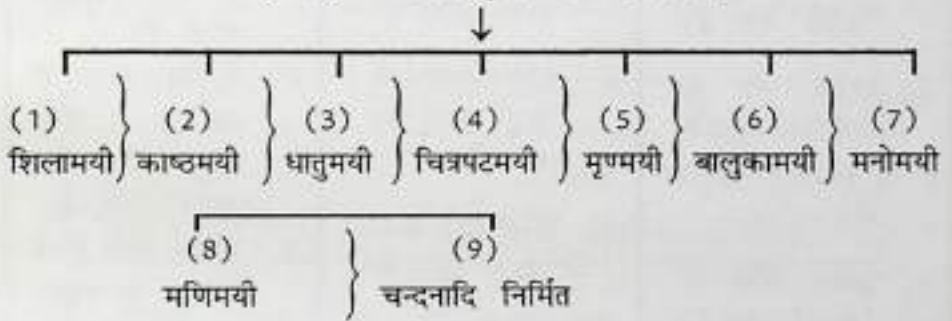 (1) (2) (3) (4) (5) (6) (7)
शिलामयी काष्ठमयी धातुमयी चित्रपटमयी मृण्मयी बालुकामयी मनोमयी
(8) (9)
मणिमयी चन्दनादि निर्मित